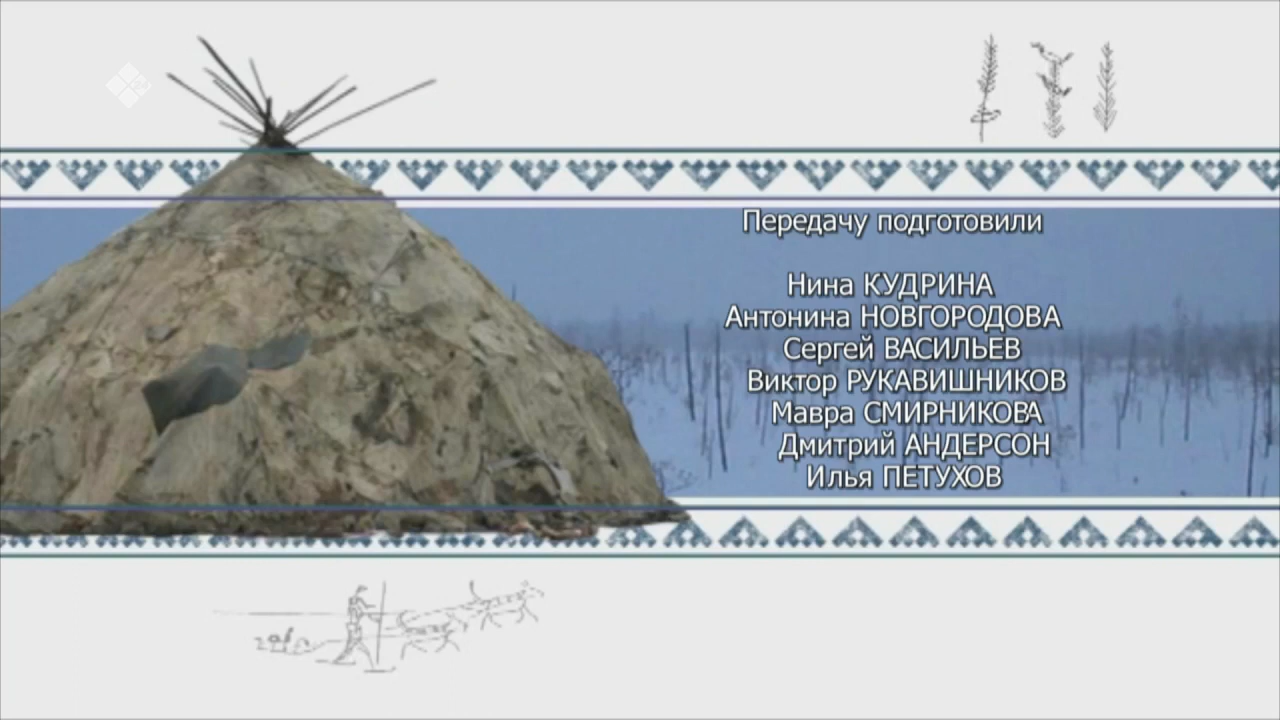 Передачу подготовили
Нина КУДРИНА
Антонина НОВГОРОДОВА
Сергей ВАСИЛЬЕВ
Виктор РУКАВИШНИКОВ
Мавра СМИРНИКОВА
Дмитрий АНДЕРСОН
Илья ПЕТУХОВ